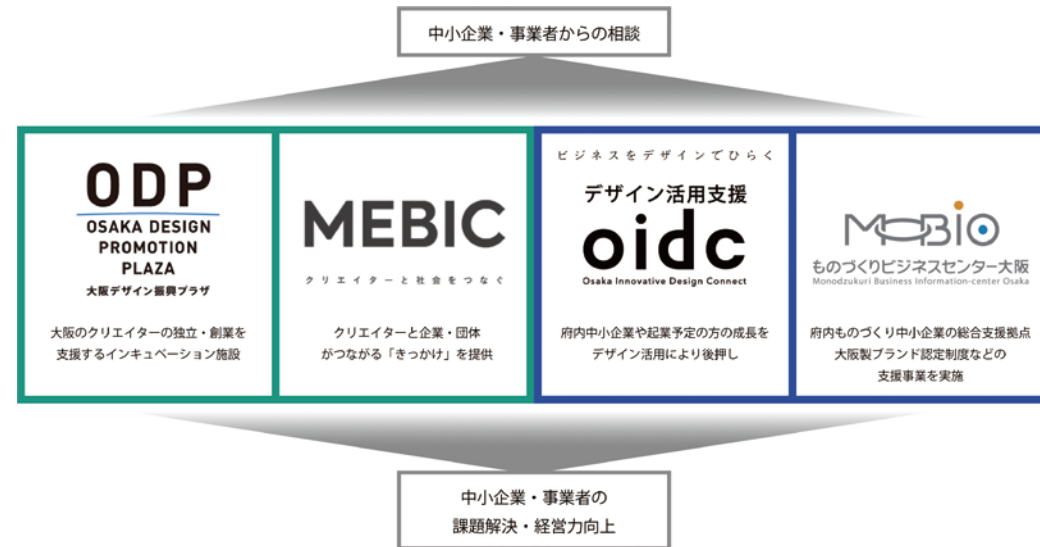 中小企業・事業者からの相談
ODP
OSAKA DESIGN
PROMOTION
PLAZA
大阪デザイン振興プラザ
大阪のクリエイターの独立・創業を
支援するインキュベーション施設
MEBIC
クリエイターと社会をつなぐ
クリエイターと企業・団体
がつながる「きっかけ」を提供
ビジネスをデザインでひらく
デザイン活用支援
oidc
Osaka Innovative Design Connect
府内中小企業や起業予定の方の成長を
デザイン活用により後押し
MOBIO
ものづくりビジネスセンター大阪
Monodzukuri Business Information-center Osaka
府内ものづくり中小企業の総合支援拠点
大阪製ブランド認定制度などの
支援事業を実施
中小企業・事業者の
課題解決・経営力向上